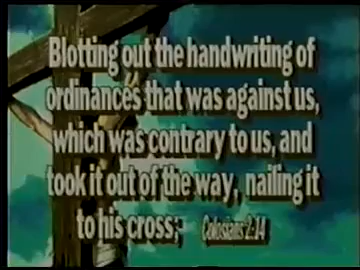 Blotting out the handwriting of
ordinances that was against us,
which was contrary to us, and
took it out of the way, nailing it
to his cross; Colosians 2:14